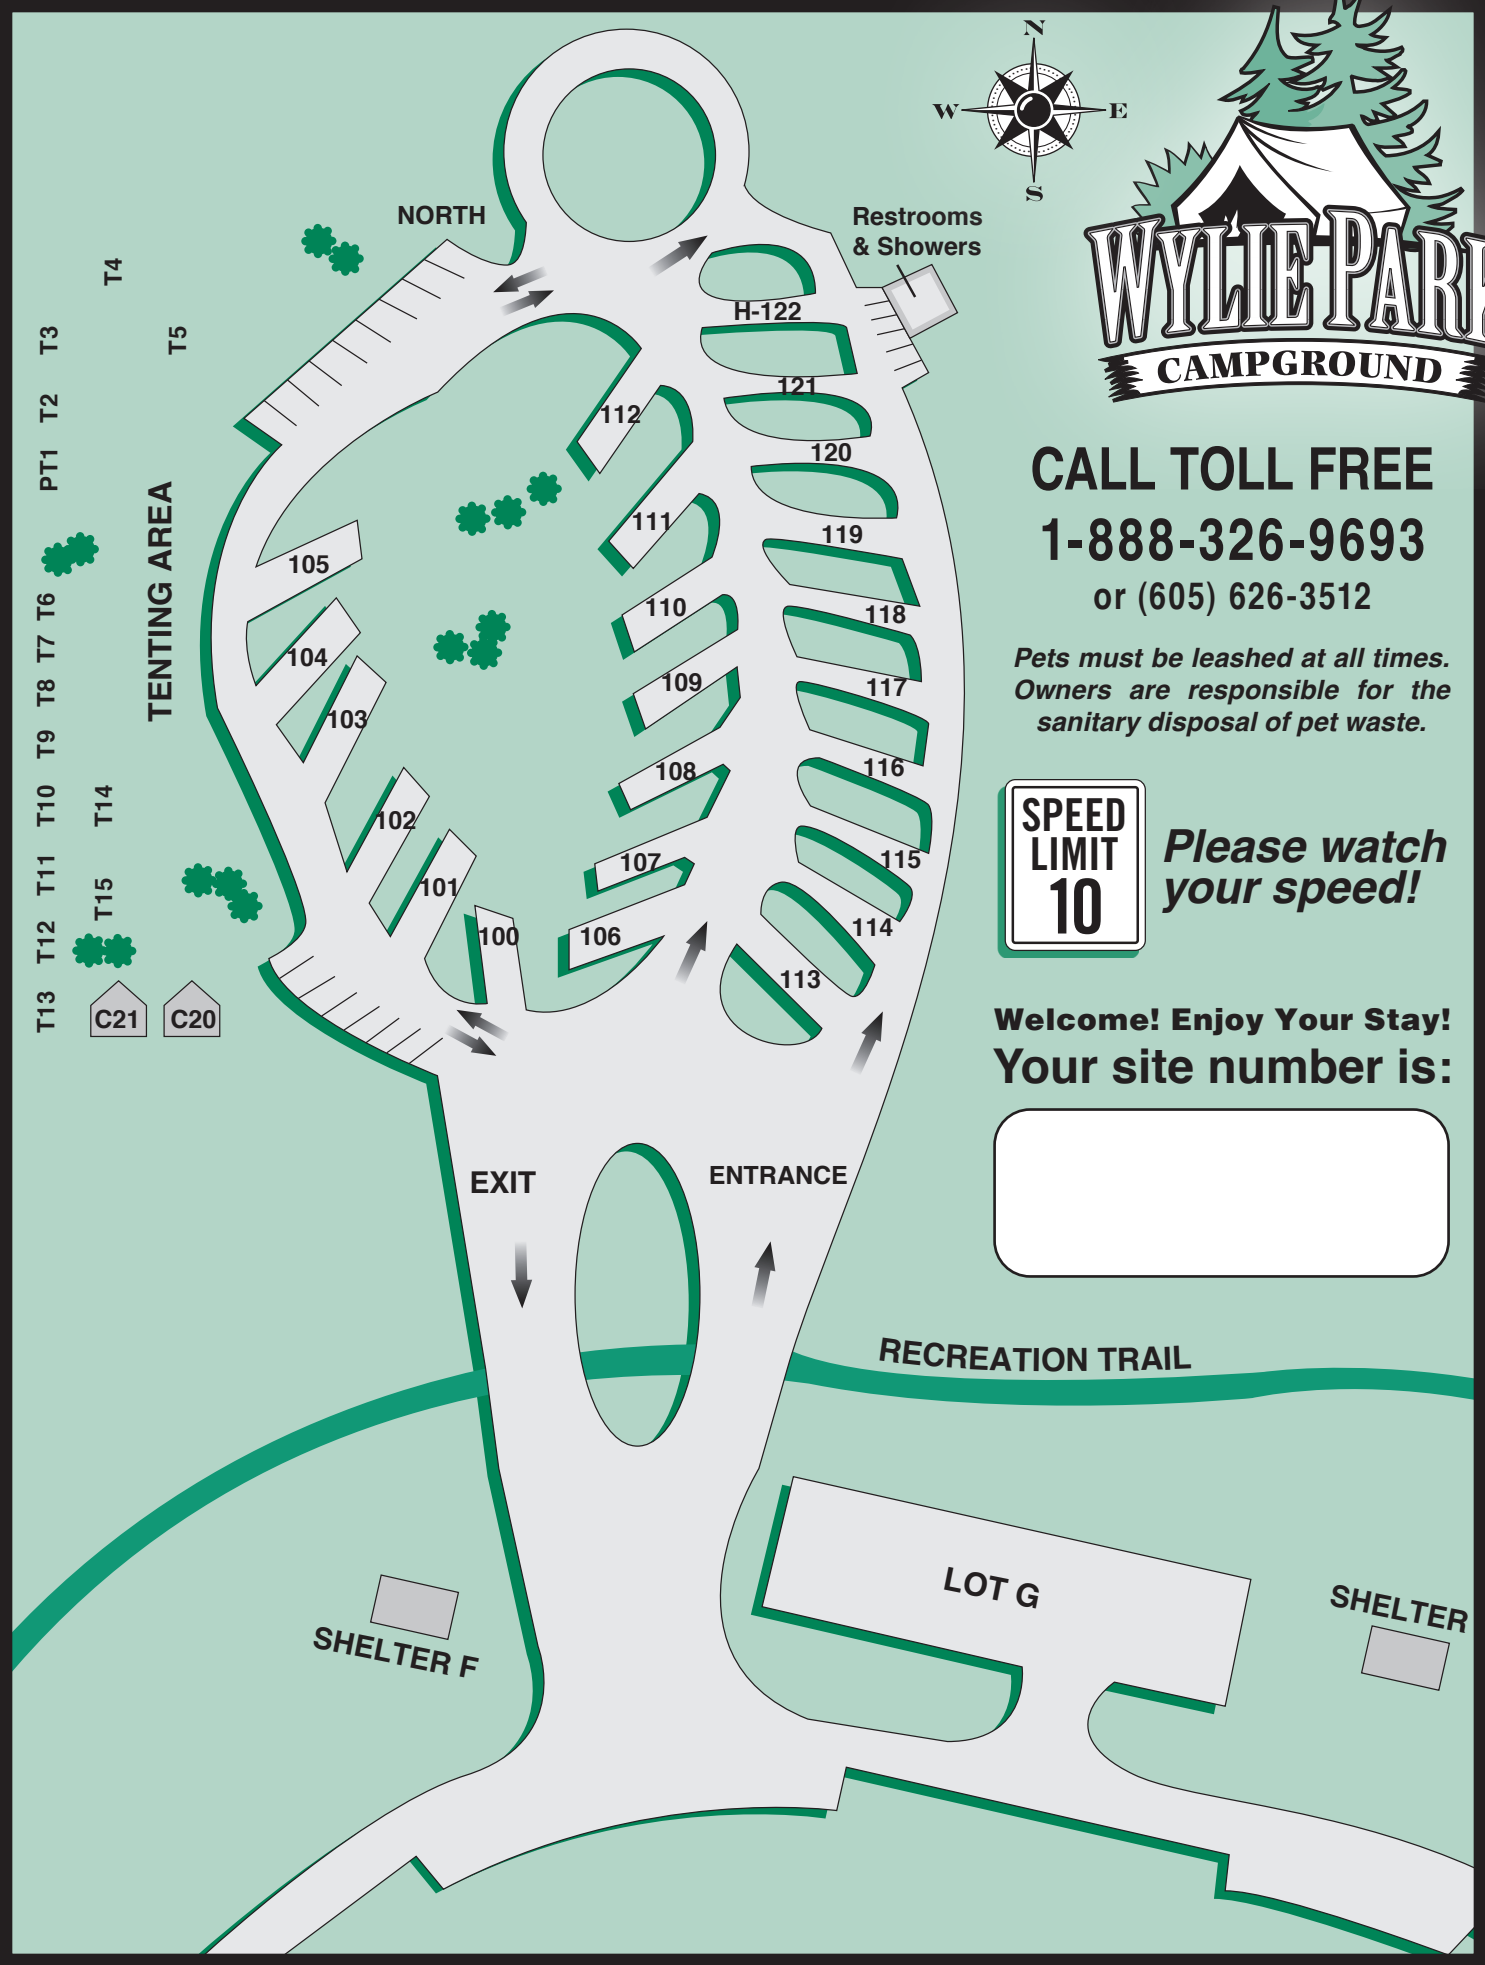 N
W
E
S
WYLIE PARK
CAMPGROUND
NORTH
Restrooms
& Showers
T4
T3
T5
T2
PT1
TENTING AREA
T6
T7
T8
T9
T10
T14
T11
T15
T12
T13
C21
C20
H-122
121
120
119
118
117
116
115
114
113
112
111
110
109
108
107
106
105
104
103
102
101
100
CALL TOLL FREE
1-888-326-9693
or (605) 626-3512
Pets must be leashed at all times.
Owners are responsible for the
sanitary disposal of pet waste.
SPEED
LIMIT
10
Please watch
your speed!
Welcome! Enjoy Your Stay!
Your site number is:
EXIT
ENTRANCE
RECREATION TRAIL
LOT G
SHELTER F
SHELTER